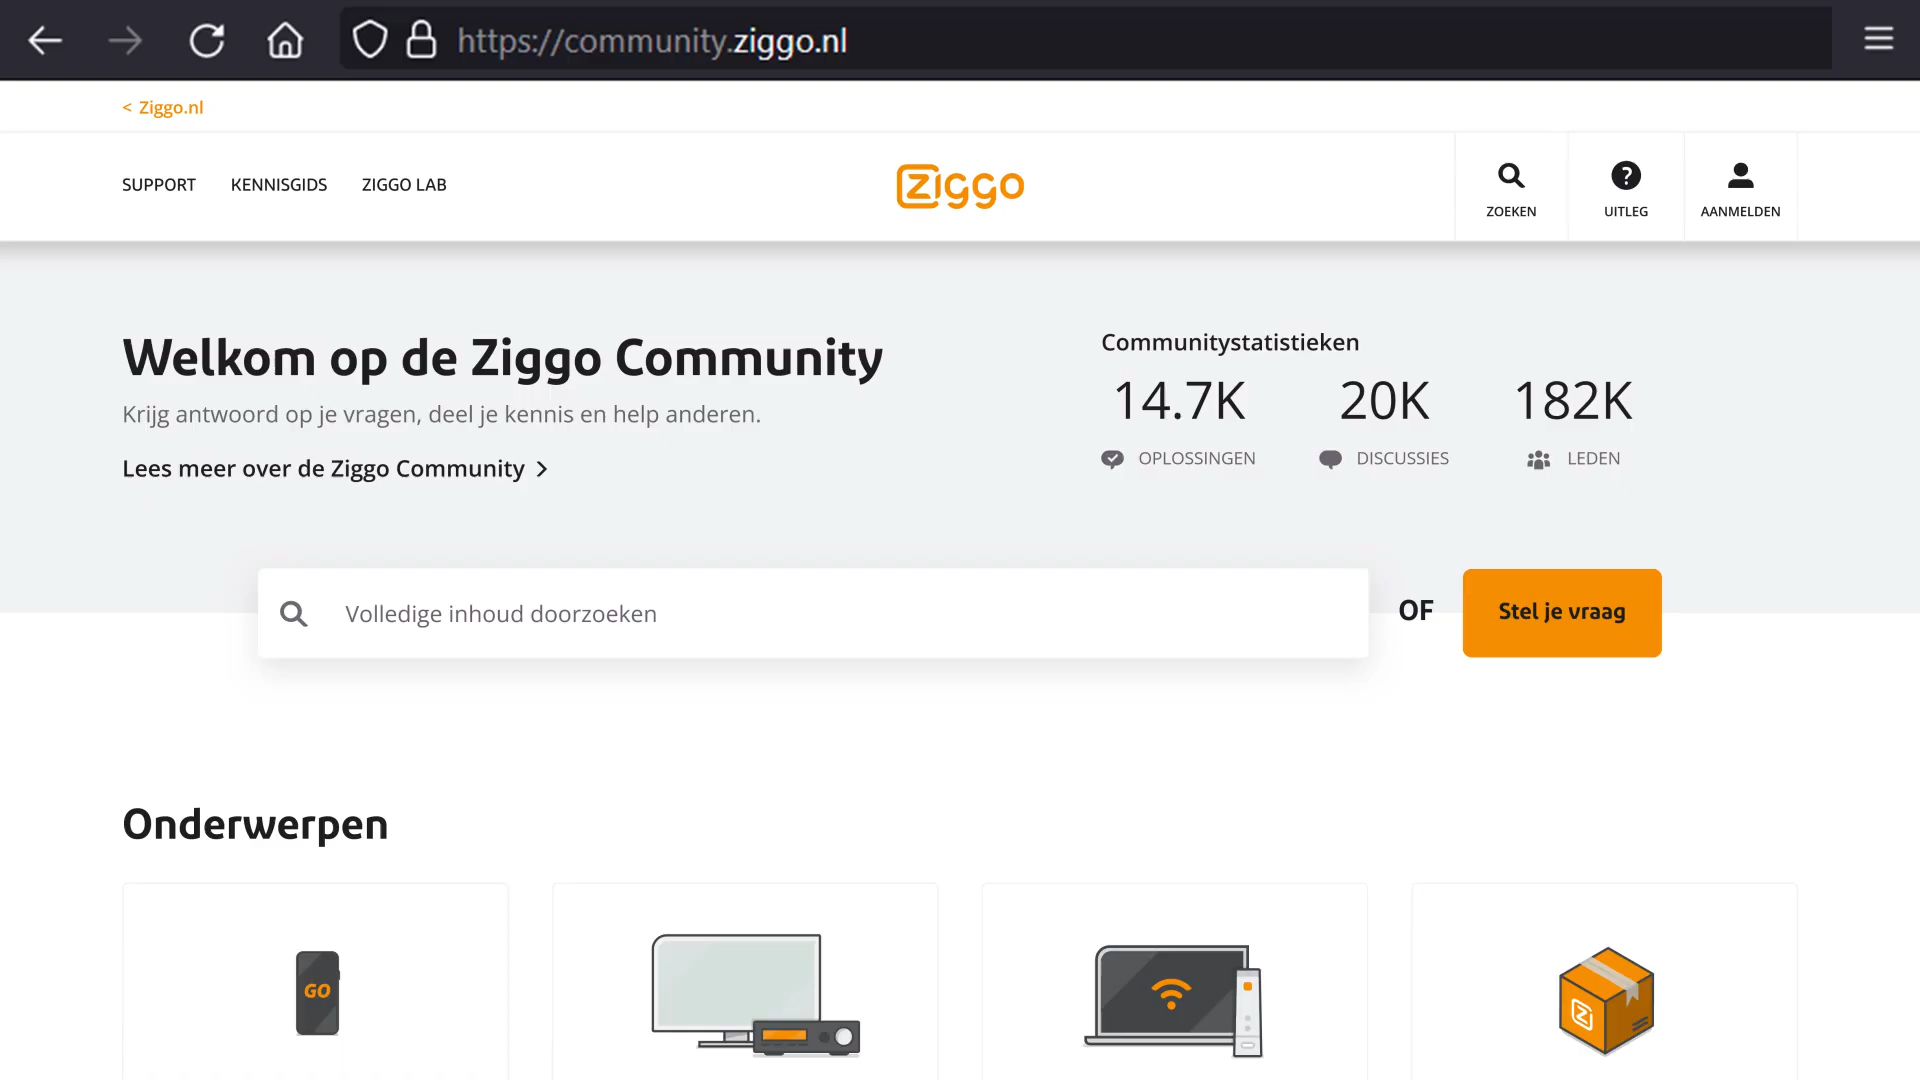 https://community.ziggo.nl
< Ziggo.nl
SUPPORT KENNISGIDS ZIGGO LAB
ziggo
ZOEKEN UITLEG AANMELDEN
Welkom op de Ziggo Community
Krijg antwoord op je vragen, deel je kennis en help anderen.
Lees meer over de Ziggo Community
Communitystatistieken
14.7K 20K 182K
OPLOSSINGEN DISCUSSIES LEDEN
Volledige inhoud doorzoeken
OF
Stel je vraag
Onderwerpen
GO